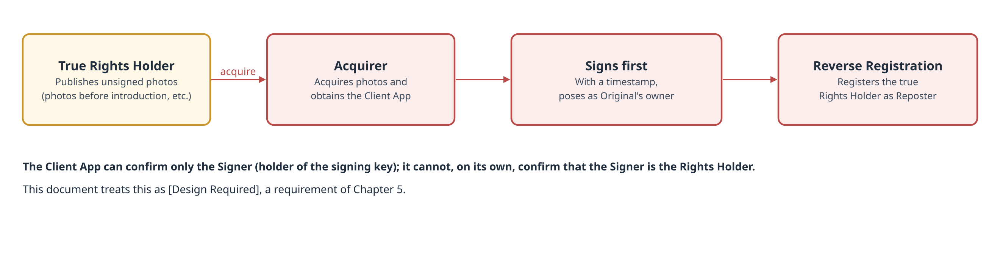 True Rights Holder
Publishes unsigned photos
(photos before introduction, etc.)
acquire
Acquirer
Acquires photos and
obtains the Client App
Signs first
With a timestamp,
poses as Original's owner
Reverse Registration
Registers the true
Rights Holder as Reposter
The Client App can confirm only the Signer (holder of the signing key); it cannot, on its own, confirm that the Signer is the Rights Holder.
This document treats this as [Design Required], a requirement of Chapter 5.